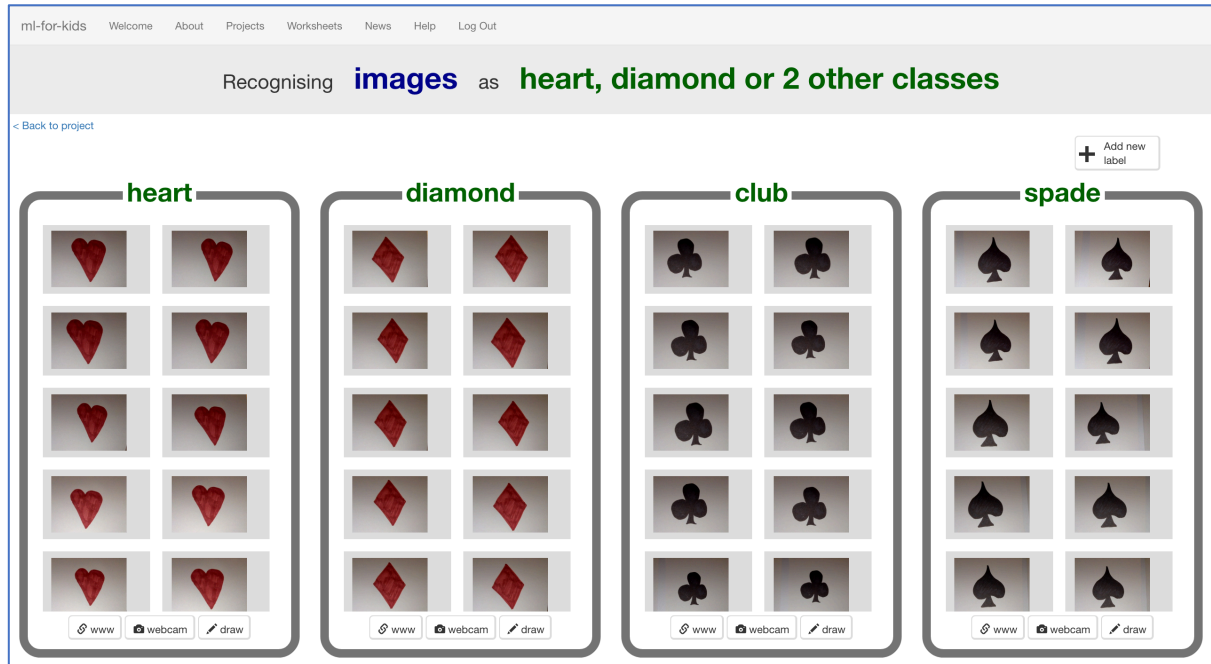 ml-for-kids Welcome About Projects Worksheets News Help Log Out
Recognising images as heart, diamond or 2 other classes
< Back to project
Add new
label
heart diamond club spade
www webcam draw www webcam draw www webcam draw www webcam draw